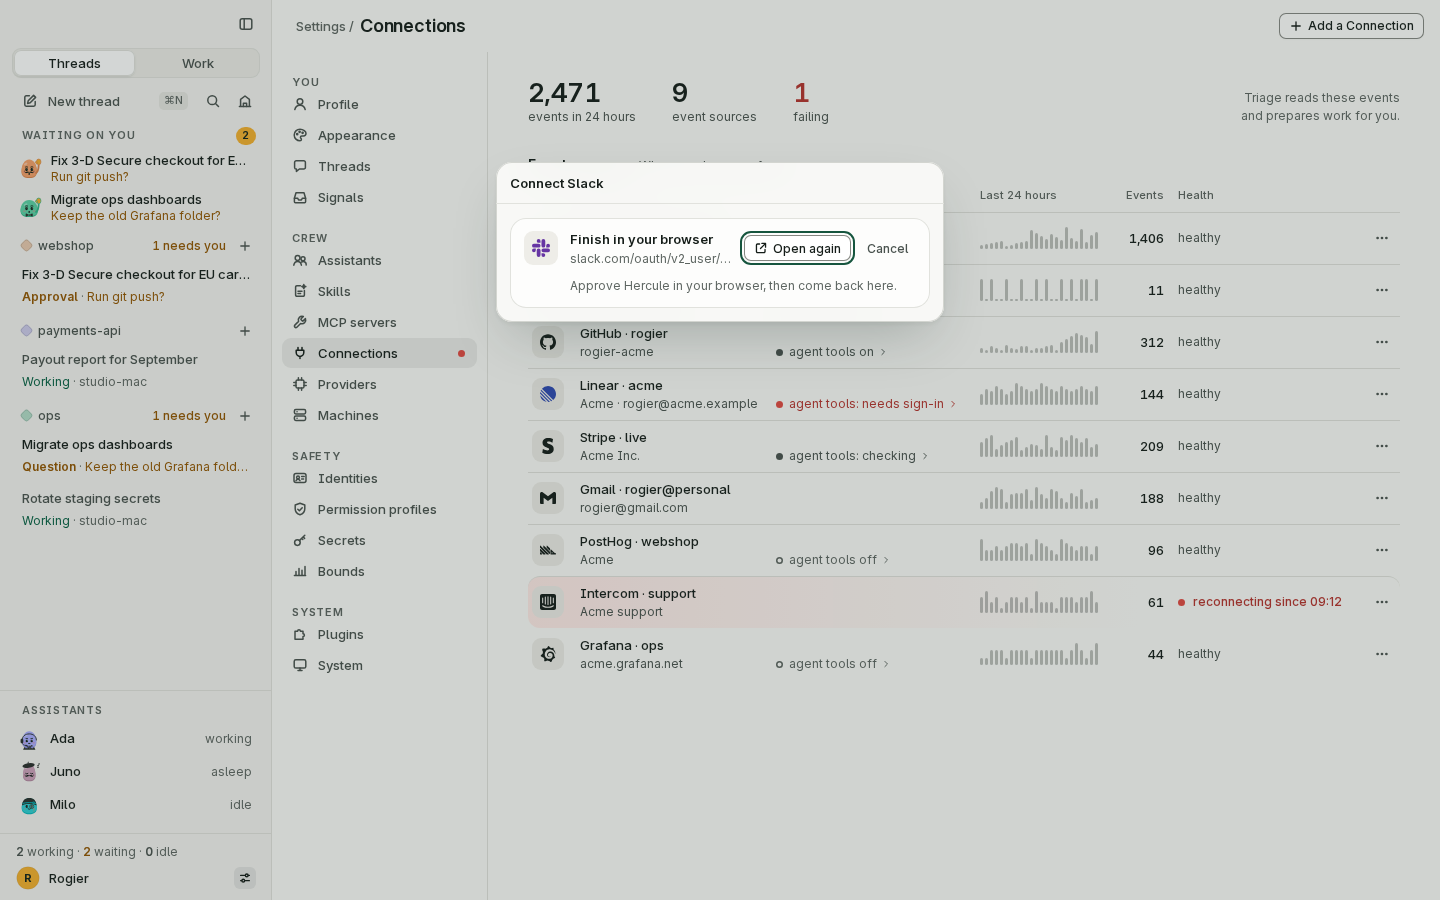 Threads
Work
New thread
⌘N
WAITING ON YOU
2
Fix 3-D Secure checkout for E…
Run git push?
Migrate ops dashboards
Keep the old Grafana folder?
webshop
1 needs you
Fix 3-D Secure checkout for EU car…
Approval · Run git push?
payments-api
Payout report for September
Working · studio-mac
ops
1 needs you
Migrate ops dashboards
Question · Keep the old Grafana fold…
Rotate staging secrets
Working · studio-mac
ASSISTANTS
Ada
working
Juno
asleep
Milo
idle
2 working · 2 waiting · 0 idle
R
Rogier
Settings / Connections
Add a Connection
YOU
Profile
Appearance
Threads
Signals
CREW
Assistants
Skills
MCP servers
Connections
Providers
Machines
SAFETY
Identities
Permission profiles
Secrets
Bounds
SYSTEM
Plugins
System
2,471
events in 24 hours
9
event sources
1
failing
Triage reads these events
and prepares work for you.
Connect Slack
Finish in your browser
slack.com/oauth/v2_user/…
Open again
Cancel
Approve Hercule in your browser, then come back here.
Last 24 hours
Events
Health
1,406
healthy
11
healthy
GitHub · rogier
rogier-acme
agent tools on
312
healthy
Linear · acme
Acme · rogier@acme.example
agent tools: needs sign-in
144
healthy
Stripe · live
Acme Inc.
agent tools: checking
209
healthy
Gmail · rogier@personal
rogier@gmail.com
188
healthy
PostHog · webshop
Acme
agent tools off
96
healthy
Intercom · support
Acme support
61
reconnecting since 09:12
Grafana · ops
acme.grafana.net
agent tools off
44
healthy